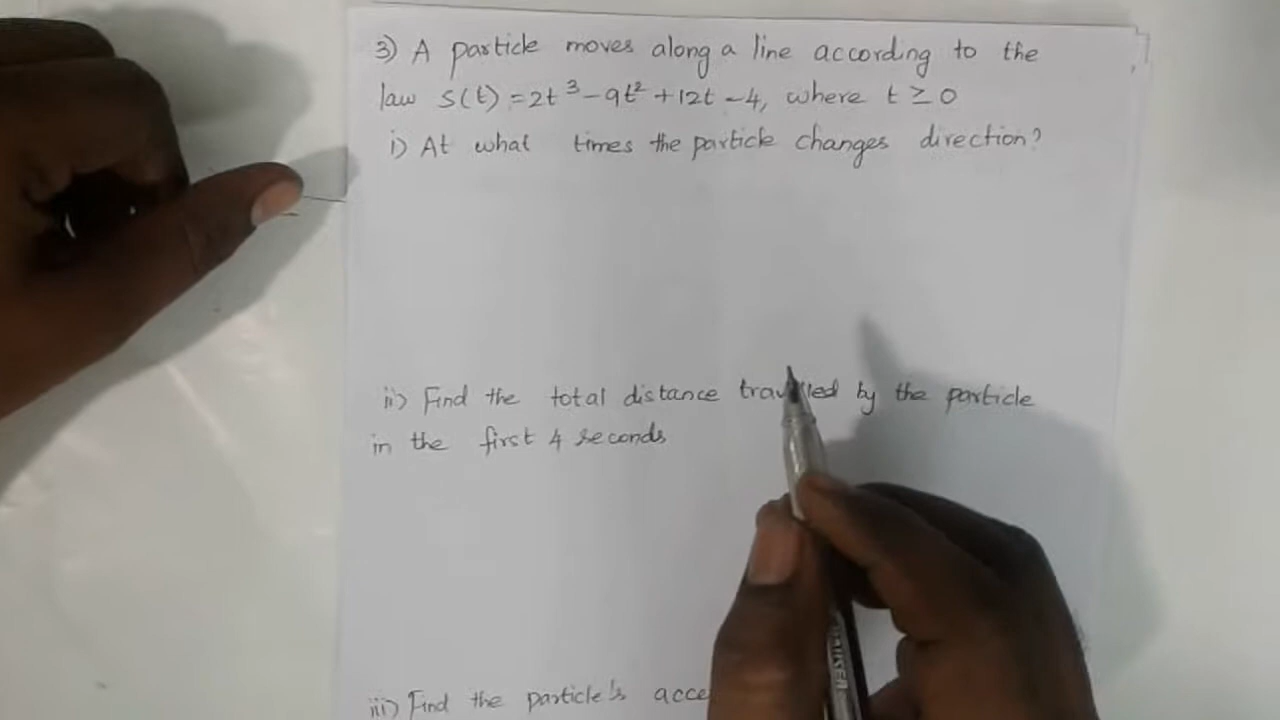 3) A particle moves along a line according to the
law s(t) = 2t³ - 9t² + 12t - 4, where t ≥ 0
i) At what times the particle changes direction?
ii) Find the total distance by the particle
in the first 4 seconds
iii) Find the particle's